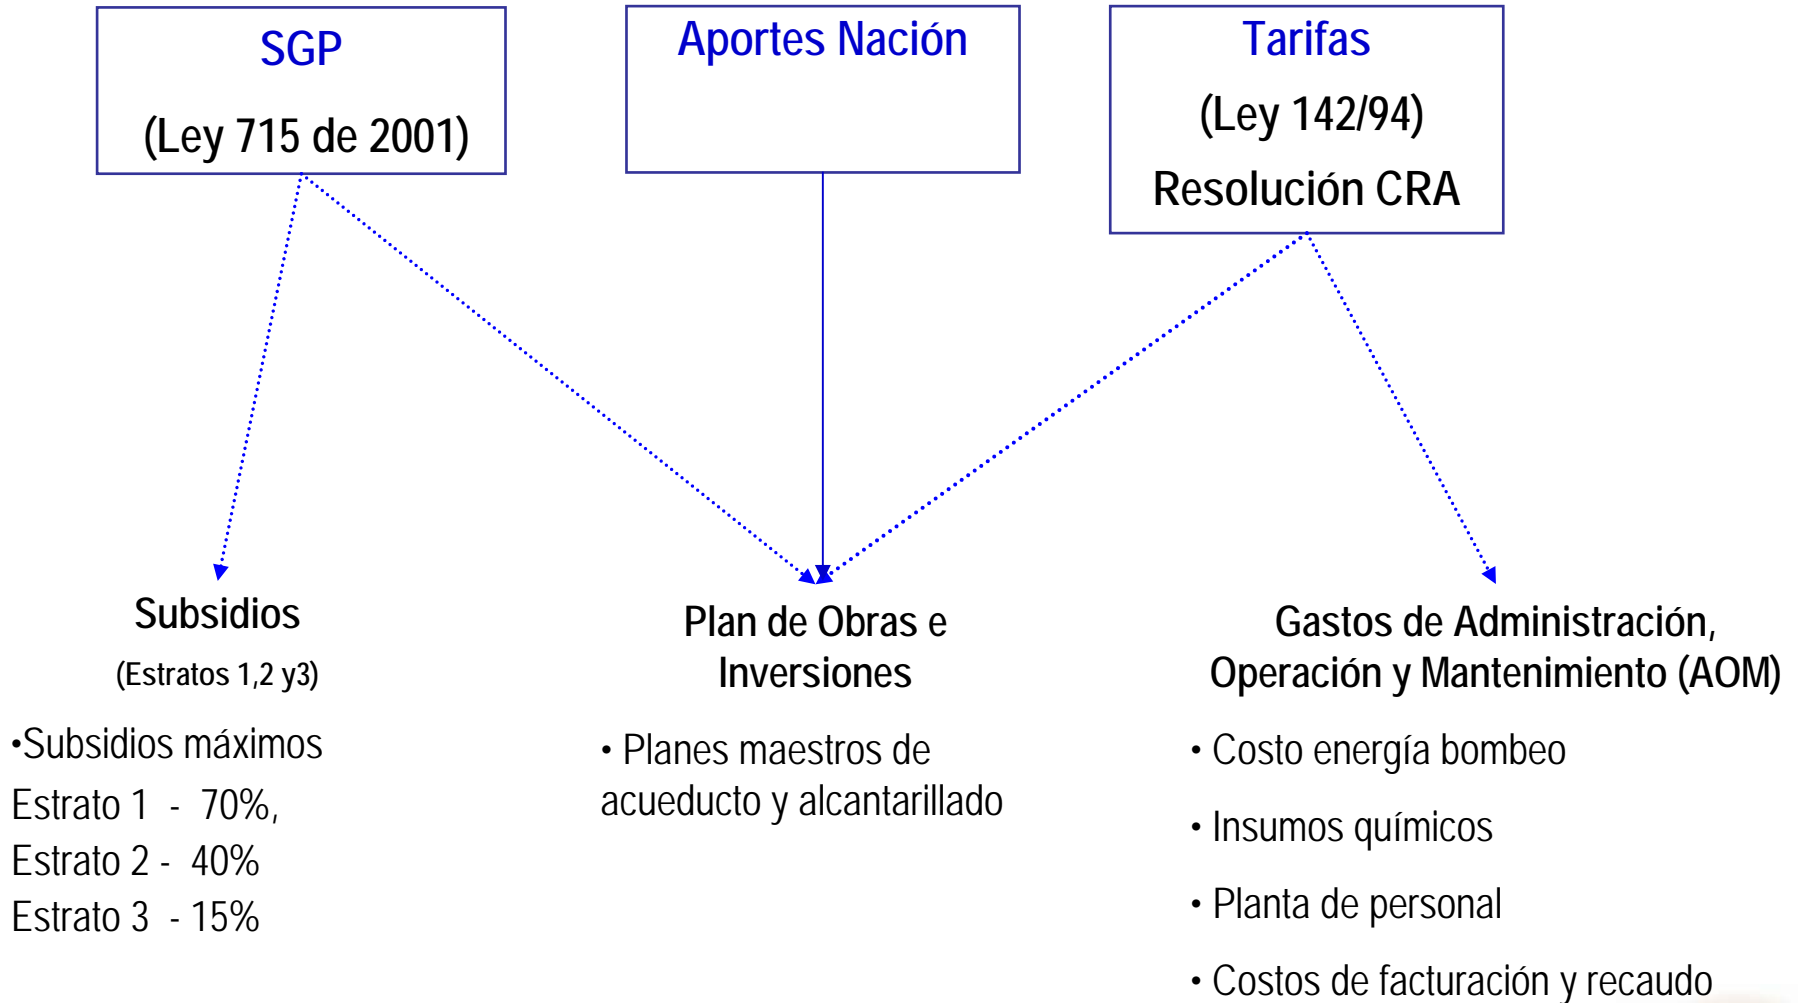 SGP
(Ley 715 de 2001)
Aportes Nación
Tarifas
(Ley 142/94)
Resolución CRA
Subsidios
(Estratos 1,2 y3)
•Subsidios máximos
Estrato 1 - 70%,
Estrato 2 - 40%
Estrato 3 - 15%
Plan de Obras e
Inversiones
• Planes maestros de
acueducto y alcantarillado
Gastos de Administración,
Operación y Mantenimiento (AOM)
• Costo energía bombeo
• Insumos químicos
• Planta de personal
• Costos de facturación y recaudo